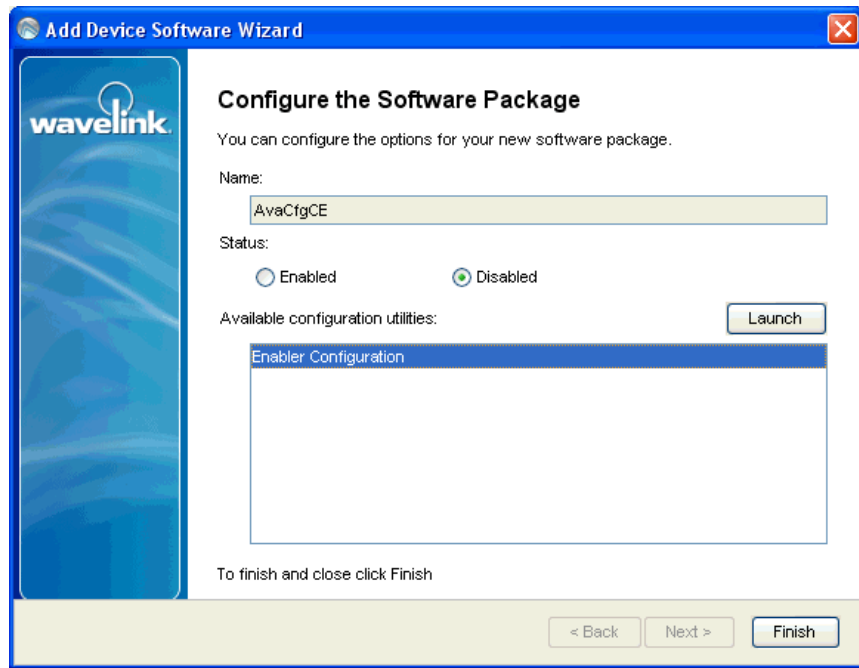 Add Device Software Wizard
wavelink.
Configure the Software Package
You can configure the options for your new software package.
Name:
AvaCfgCE
Status:
Enabled Disabled
Available configuration utilities: Launch
Enabler Configuration
To finish and close click Finish
< Back Next > Finish